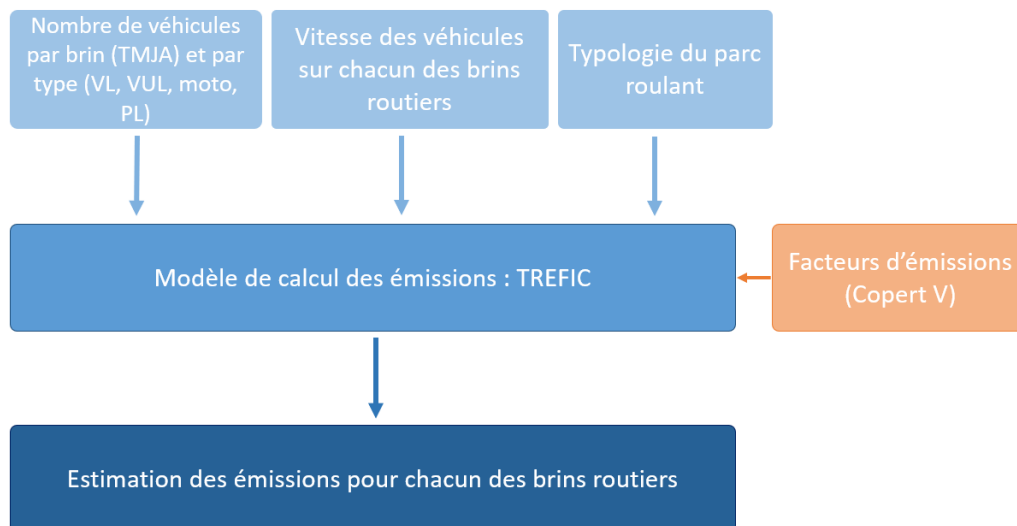 Nombre de véhicules
par brin (TMJA) et par
type (VL, VUL, moto,
PL)
Vitesse des véhicules
sur chacun des brins
routiers
Typologie du parc
roulant
Modèle de calcul des émissions : TREFIC
Facteurs d'émissions
(Copert V)
Estimation des émissions pour chacun des brins routiers